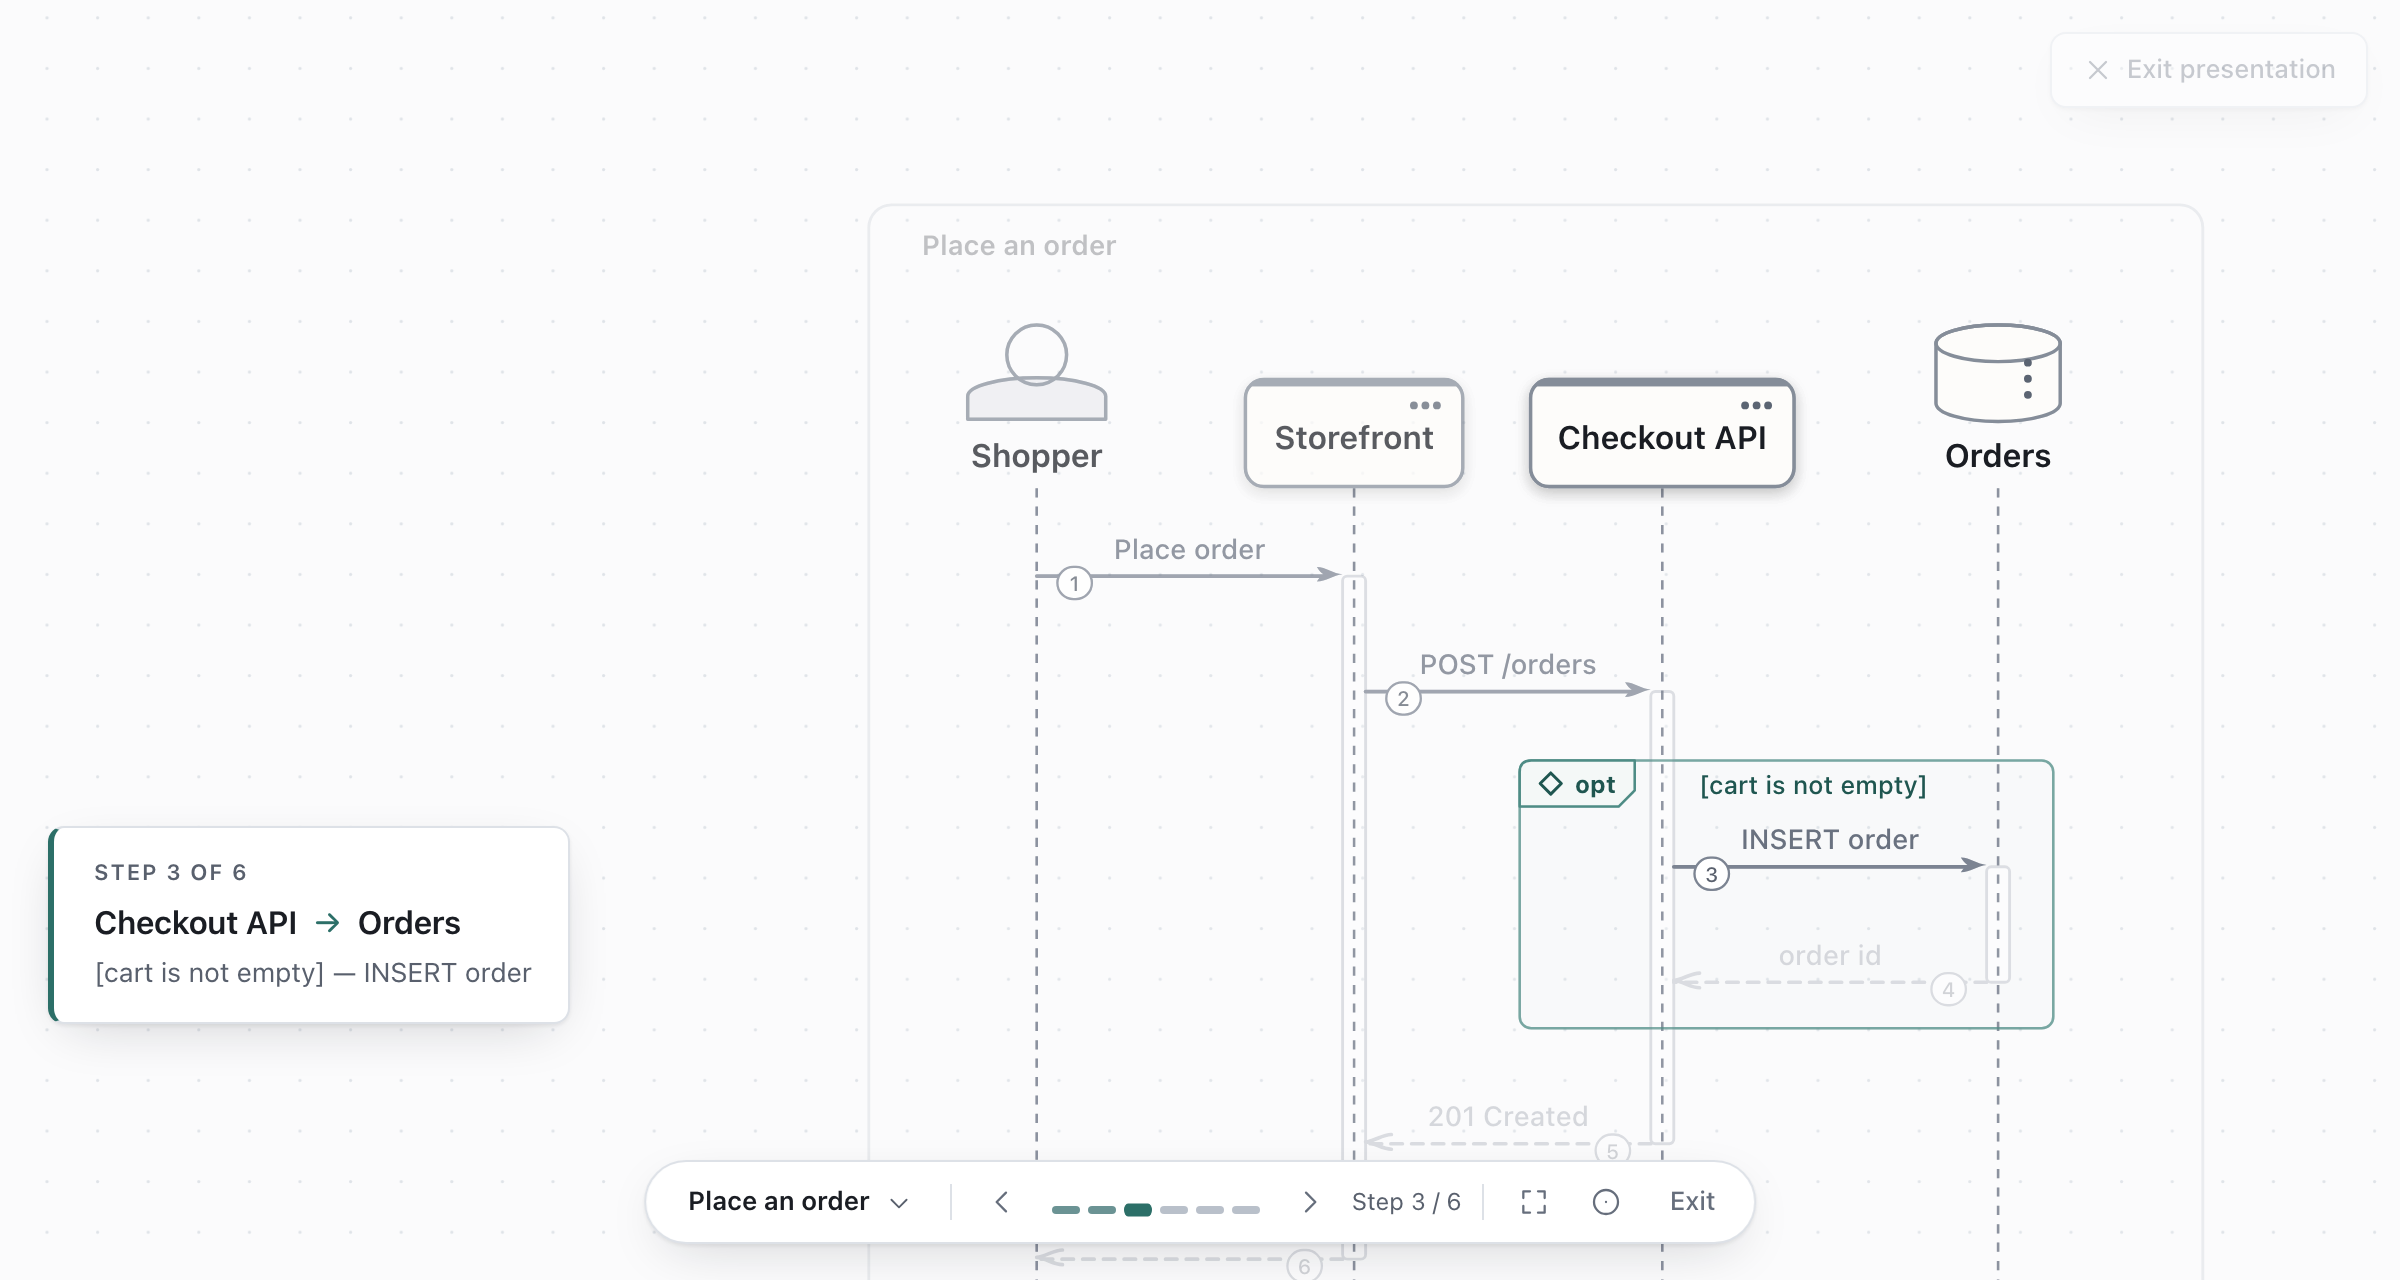 Exit presentation
Place an order
Shopper
Storefront
Checkout API
Orders
Place order
1
POST /orders
2
opt
[cart is not empty]
INSERT order
3
order id
4
STEP 3 OF 6
Checkout API → Orders
[cart is not empty] — INSERT order
201 Created
5
Place an order
Step 3 / 6
Exit
6